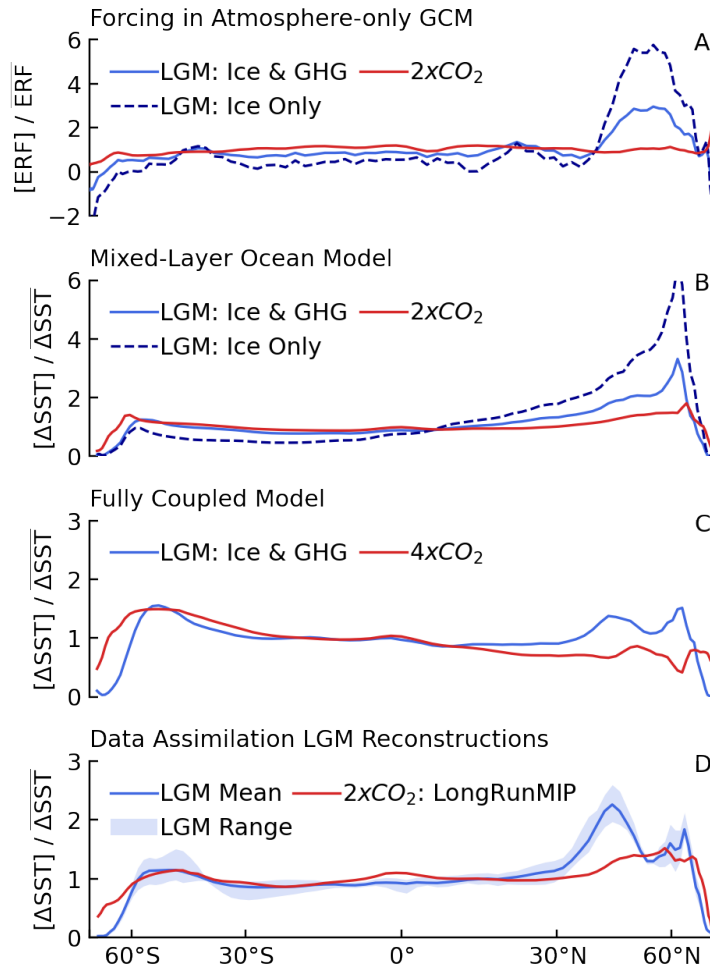 Forcing in Atmosphere-only GCM
A
[ERF] / ERF
6
4
2
0
−2
LGM: Ice & GHG
2xCO₂
LGM: Ice Only
Mixed-Layer Ocean Model
B
[ΔSST] / ΔSST
6
4
2
0
LGM: Ice & GHG
2xCO₂
LGM: Ice Only
Fully Coupled Model
C
[ΔSST] / ΔSST
3
2
1
0
LGM: Ice & GHG
4xCO₂
Data Assimilation LGM Reconstructions
D
[ΔSST] / ΔSST
3
2
1
0
LGM Mean
2xCO₂: LongRunMIP
LGM Range
60°S 30°S 0° 30°N 60°N